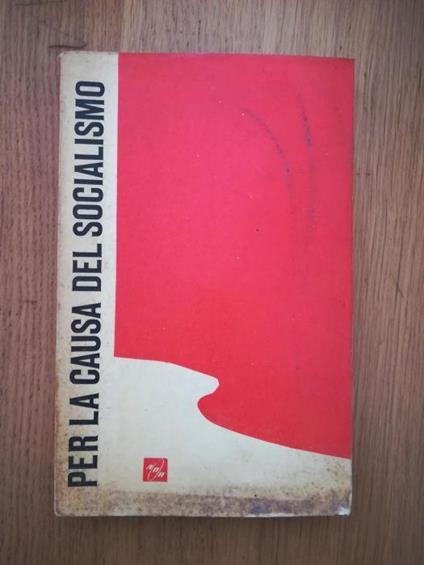 PER LA CAUSA DEL SOCIALISMO